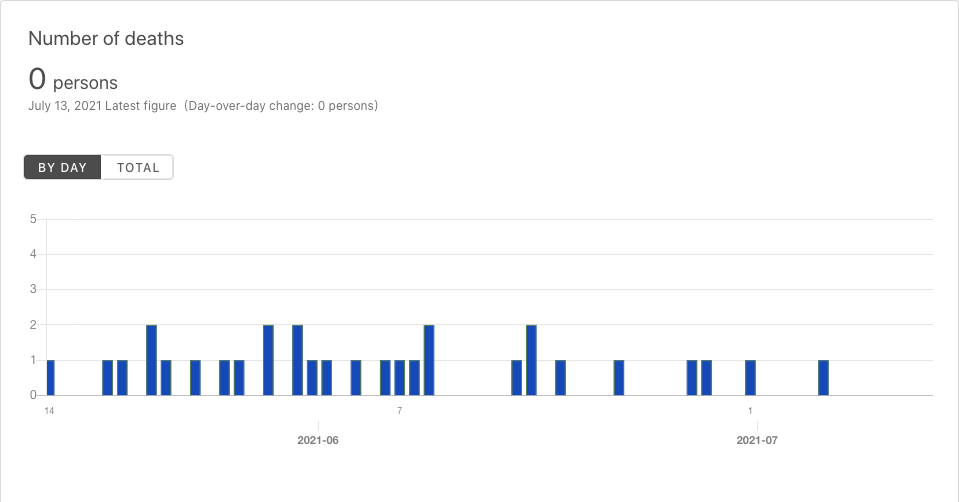 Number of deaths
0 persons
July 13, 2021 Latest figure (Day-over-day change: 0 persons)
BY DAY TOTAL
5
4
3
2
1
0
14 7 1
2021-06 2021-07